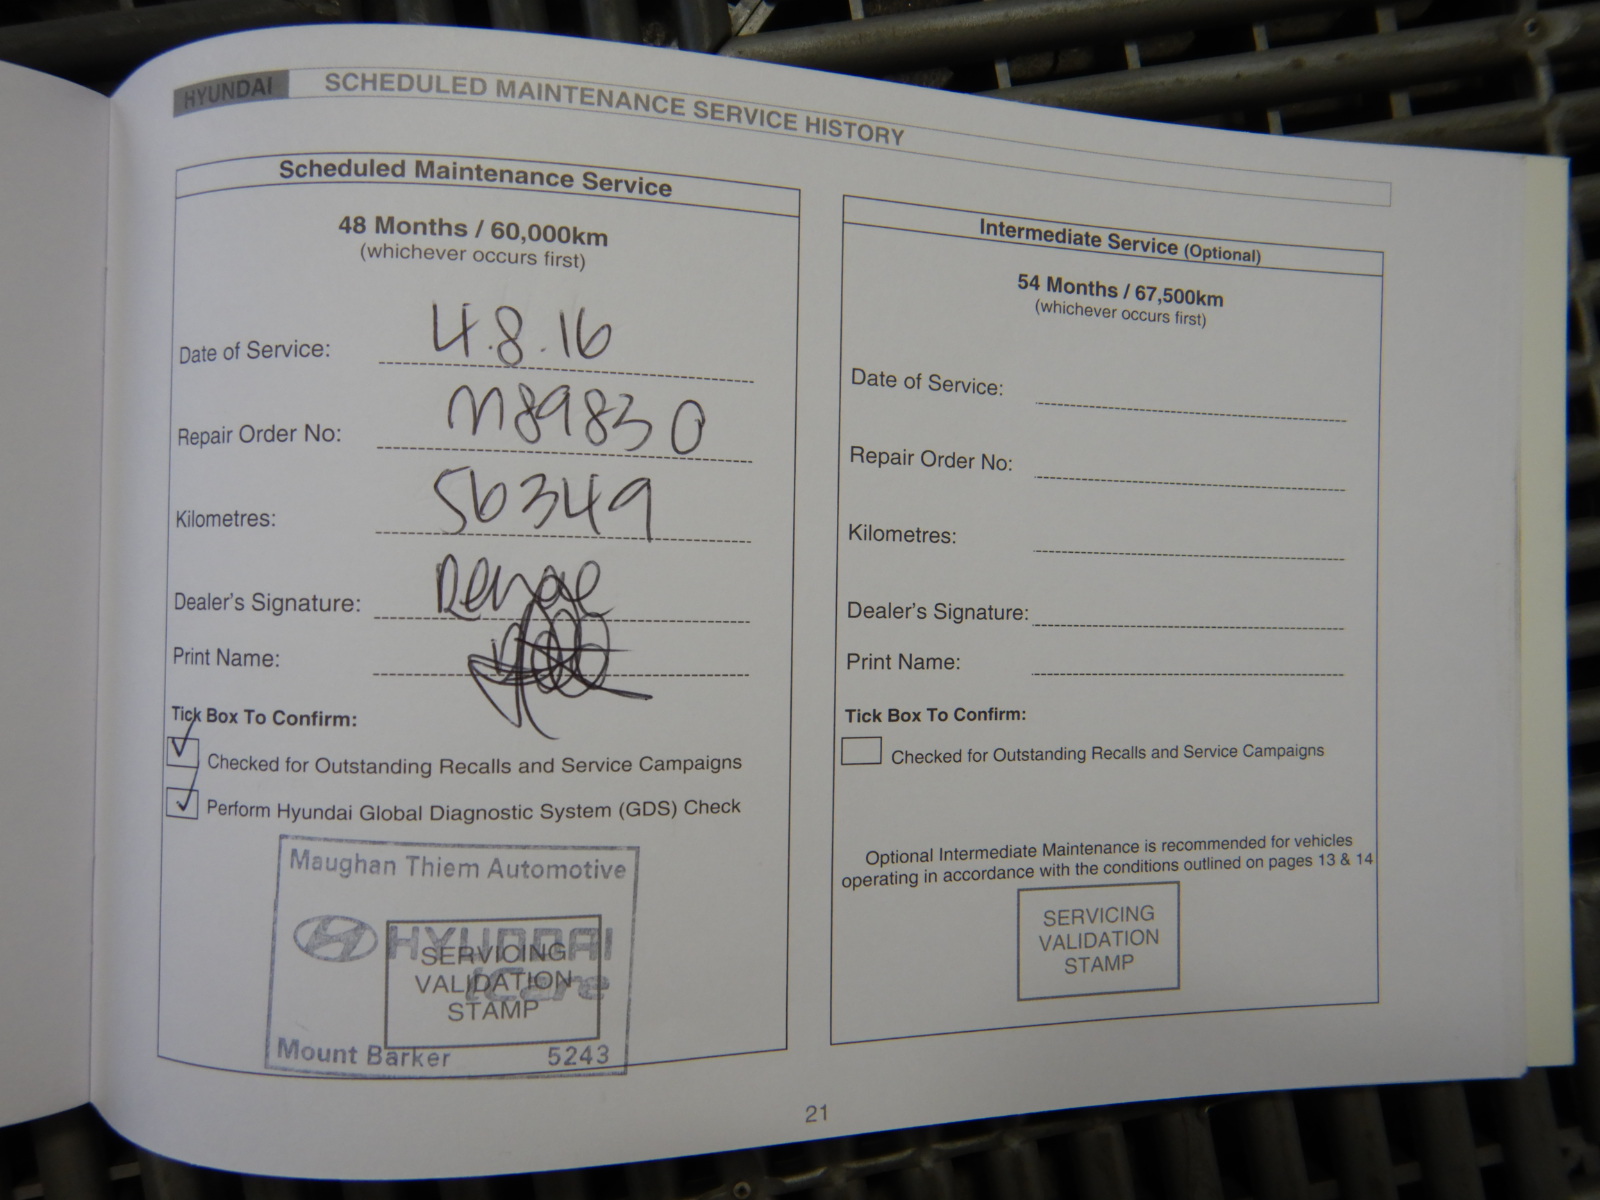 HYUNDAI
SCHEDULED MAINTENANCE SERVICE HISTORY
Scheduled Maintenance Service
48 Months / 60,000km
(whichever occurs first)
Date of Service: 4.8.16
Repair Order No: M89830
Kilometres: 56349
Dealer's Signature: Renae
Print Name:
Tick Box To Confirm:
Checked for Outstanding Recalls and Service Campaigns
Perform Hyundai Global Diagnostic System (GDS) Check
Maughan Thiem Automotive
HYUNDAI
iCare
SERVICING
VALIDATION
STAMP
Mount Barker 5243
Intermediate Service (Optional)
54 Months / 67,500km
(whichever occurs first)
Date of Service:
Repair Order No:
Kilometres:
Dealer's Signature:
Print Name:
Tick Box To Confirm:
Checked for Outstanding Recalls and Service Campaigns
Optional Intermediate Maintenance is recommended for vehicles
operating in accordance with the conditions outlined on pages 13 & 14
SERVICING
VALIDATION
STAMP
21